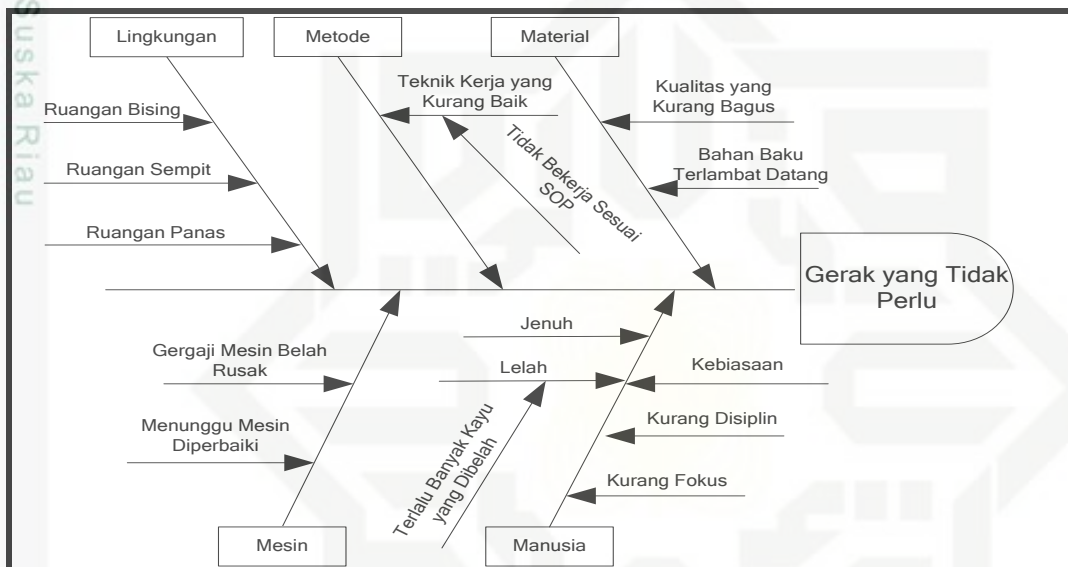 Suska Riau
Lingkungan
Metode
Material
Teknik Kerja yang
Kurang Baik
Kualitas yang
Kurang Bagus
Ruangan Bising
Tidak Bekerja Sesuai
SOP
Bahan Baku
Terlambat Datang
Ruangan Sempit
Ruangan Panas
Gerak yang Tidak
Perlu
Jenuh
Gergaji Mesin Belah
Rusak
Lelah
Kebiasaan
Terlalu Banyak Kayu
yang Dibelah
Kurang Disiplin
Menunggu Mesin
Diperbaiki
Kurang Fokus
Mesin
Manusia